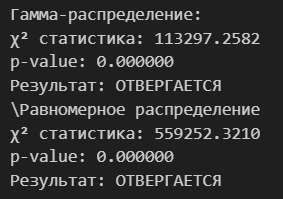 Гамма-распределение:
χ² статистика: 113297.2582
p-value: 0.000000
Результат: ОТВЕРГАЕТСЯ
\Равномерное распределение
χ² статистика: 559252.3210
p-value: 0.000000
Результат: ОТВЕРГАЕТСЯ